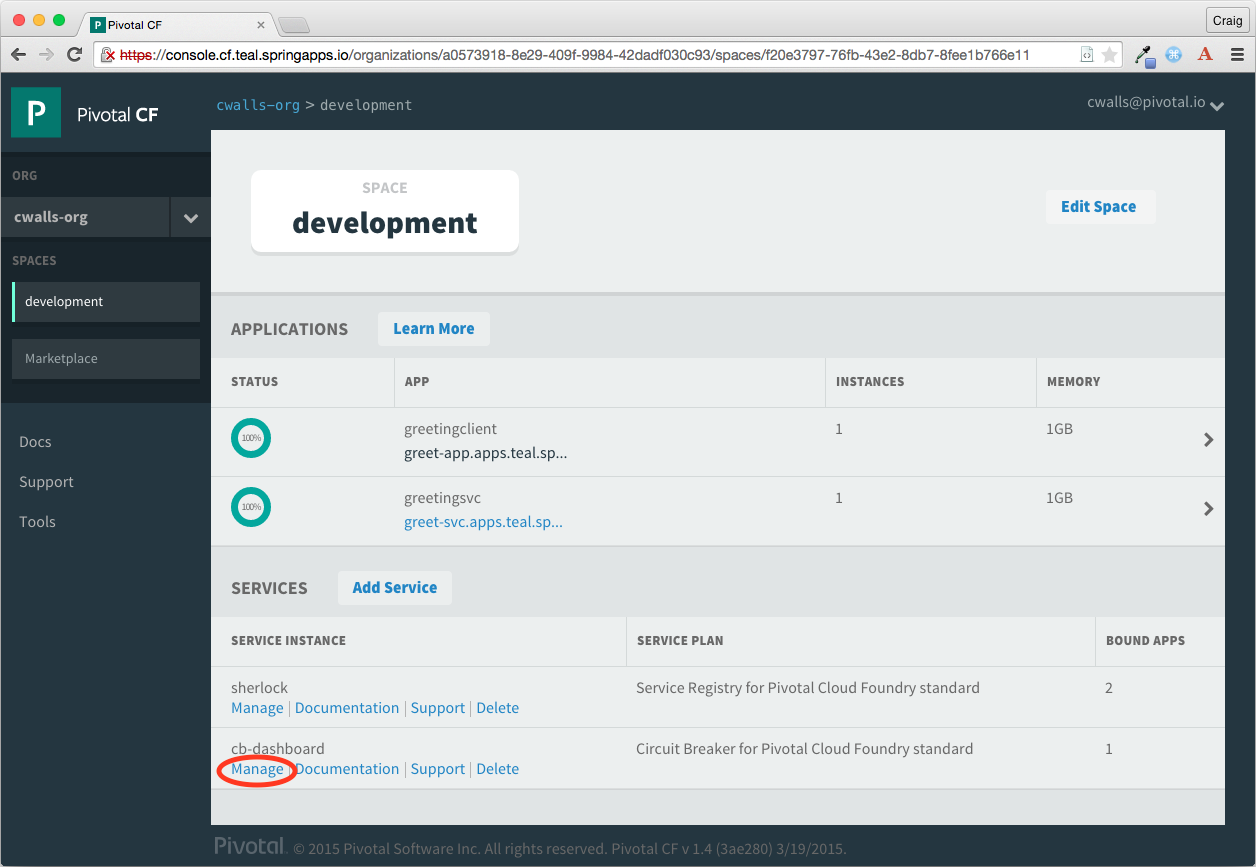 Pivotal CF
Craig
https://console.cf.teal.springapps.io/organizations/a0573918-8e29-409f-9984-42dadf030c93/spaces/f20e3797-76fb-43e2-8db7-8fee1b766e11
A
P Pivotal CF
cwalls-org > development
cwalls@pivotal.io
ORG
cwalls-org
SPACES
development
Marketplace
Docs
Support
Tools
SPACE
development
Edit Space
APPLICATIONS Learn More
STATUS APP INSTANCES MEMORY
100% greetingclient 1 1GB
greet-app.apps.teal.sp...
100% greetingsvc 1 1GB
greet-svc.apps.teal.sp...
SERVICES Add Service
SERVICE INSTANCE SERVICE PLAN BOUND APPS
sherlock Service Registry for Pivotal Cloud Foundry standard 2
Manage | Documentation | Support | Delete
cb-dashboard Circuit Breaker for Pivotal Cloud Foundry standard 1
Manage | Documentation | Support | Delete
Pivotal. © 2015 Pivotal Software Inc. All rights reserved. Pivotal CF v 1.4 (3ae280) 3/19/2015.